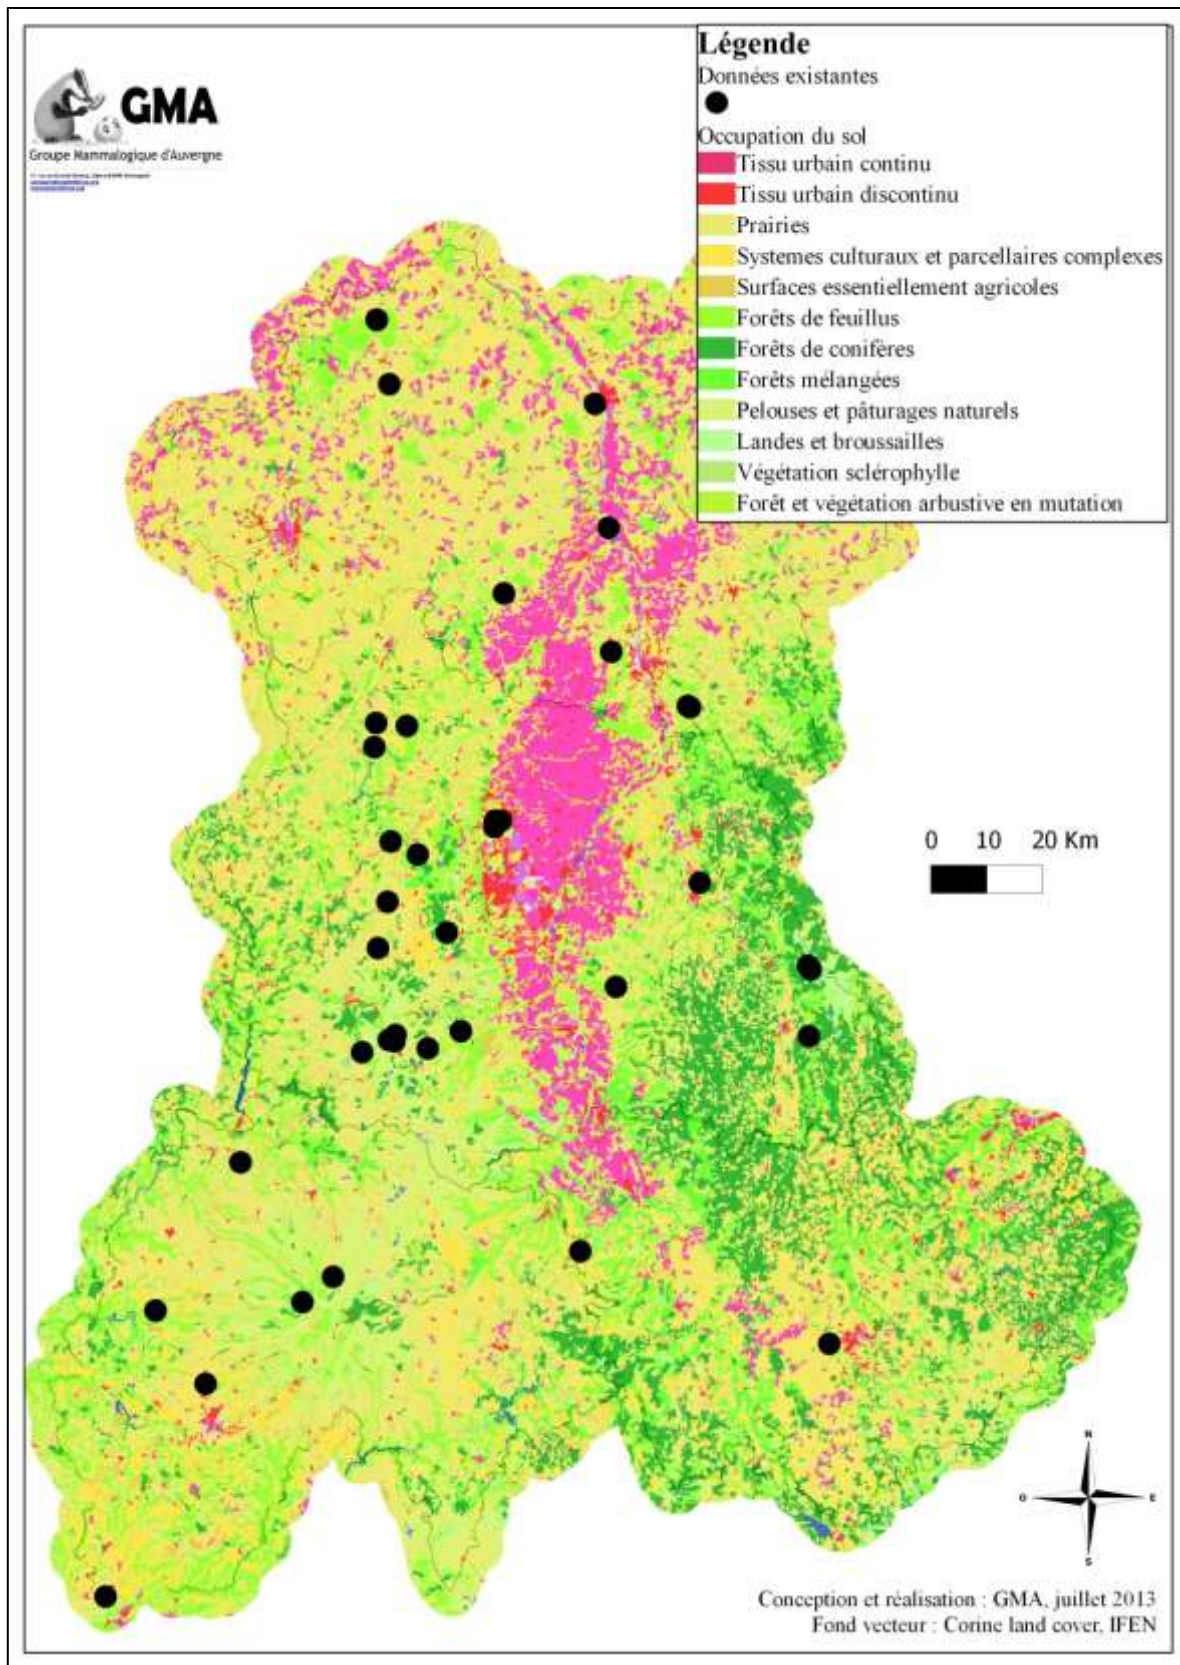 GMA
Groupe Mammalogique d'Auvergne
Légende
Données existantes
Occupation du sol
Tissu urbain continu
Tissu urbain discontinu
Prairies
Systemes culturaux et parcellaires complexes
Surfaces essentiellement agricoles
Forêts de feuillus
Forêts de conifères
Forêts mélangées
Pelouses et pâturages naturels
Landes et broussailles
Végétation sclérophylle
Forêt et végétation arbustive en mutation
0 10 20 Km
N
O E
S
Conception et réalisation : GMA, juillet 2013
Fond vecteur : Corine land cover, IFEN